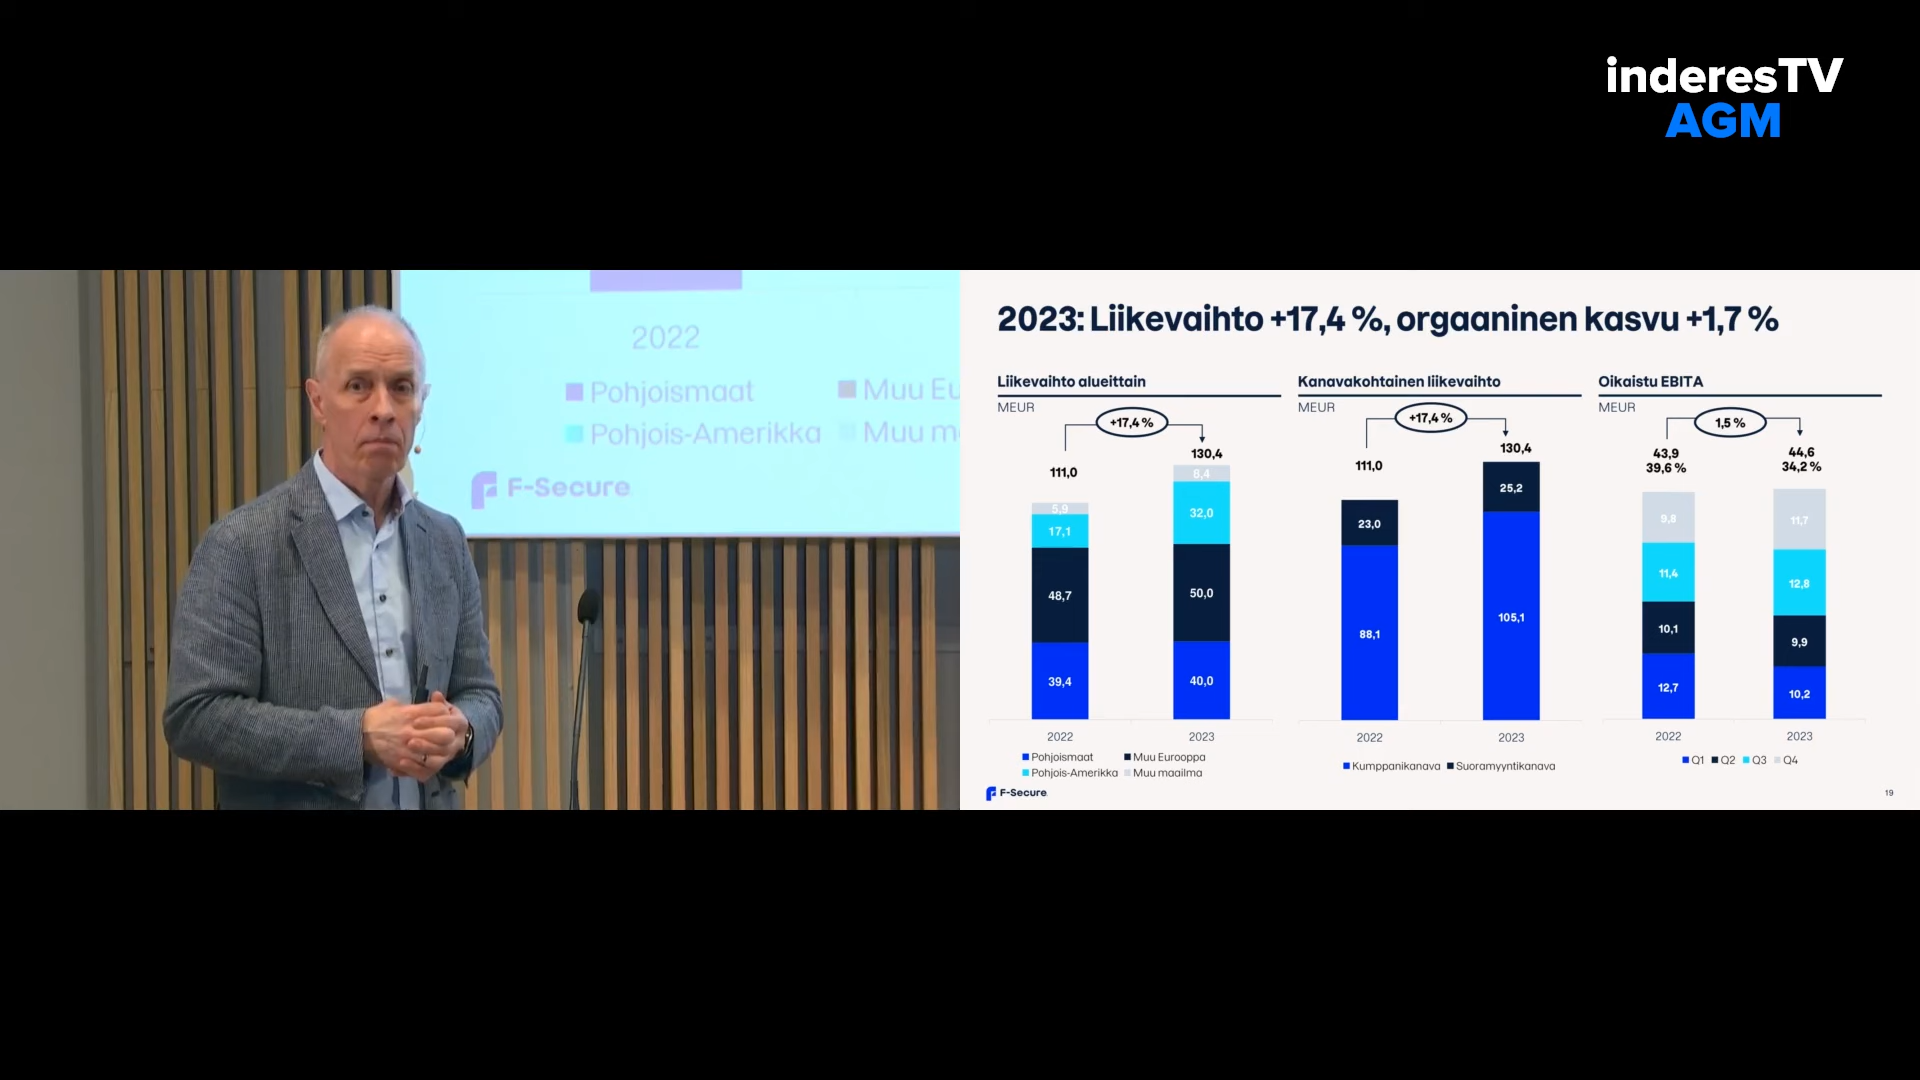 inderesTV
AGM
2022
Pohjoismaat
Muu Eu
Pohjois-Amerikka
Muu m
F-Secure
2023: Liikevaihto +17,4 %, orgaaninen kasvu +1,7 %
Liikevaihto alueittain
MEUR
+17,4 %
111,0
130,4
5,9
17,1
48,7
39,4
8,4
32,0
50,0
40,0
2022
2023
Pohjoismaat
Muu Eurooppa
Pohjois-Amerikka
Muu maailma
Kanavakohtainen liikevaihto
MEUR
+17,4 %
111,0
130,4
23,0
88,1
25,2
105,1
2022
2023
Kumppanikanava
Suoramyyntikanava
Oikaistu EBITA
MEUR
1,5 %
43,9
39,6 %
44,6
34,2 %
9,8
11,4
10,1
12,7
11,7
12,8
9,9
10,2
2022
2023
Q1
Q2
Q3
Q4
F-Secure
19